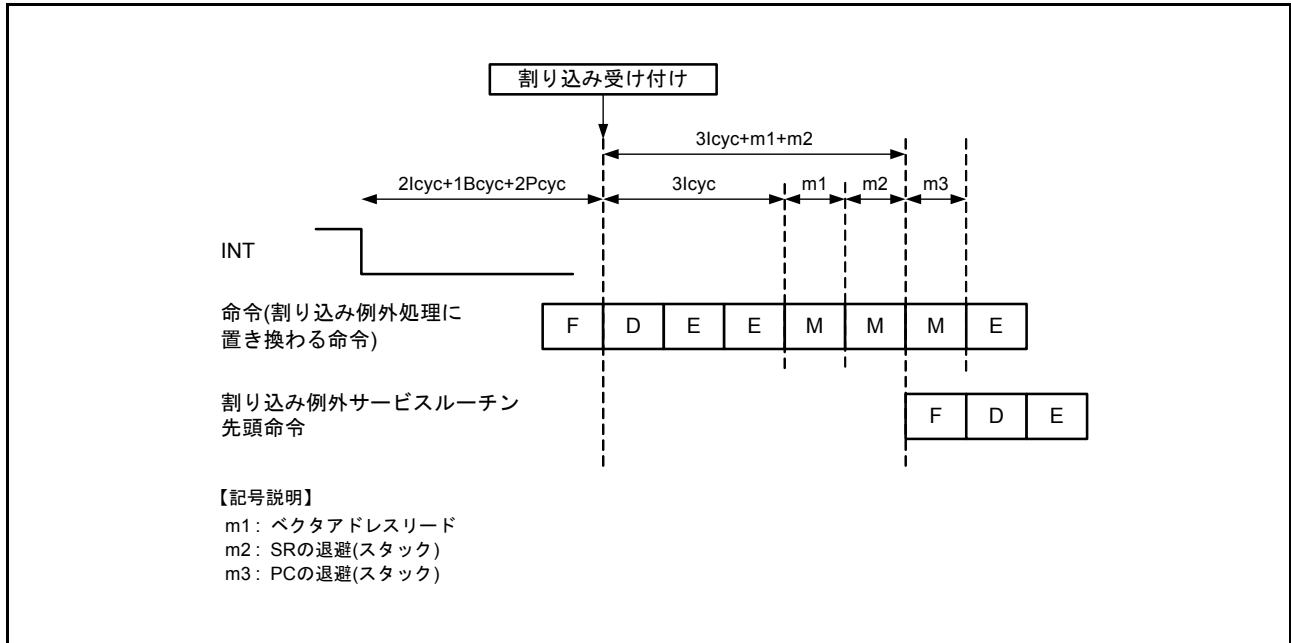 割り込み受け付け
3Icyc+m1+m2
2Icyc+1Bcyc+2Pcyc
3Icyc
m1
m2
m3
INT
命令(割り込み例外処理に
置き換わる命令)
F D E E M M M E
割り込み例外サービスルーチン
先頭命令
F D E
【記号説明】
m1 : ベクタアドレスリード
m2 : SRの退避(スタック)
m3 : PCの退避(スタック)